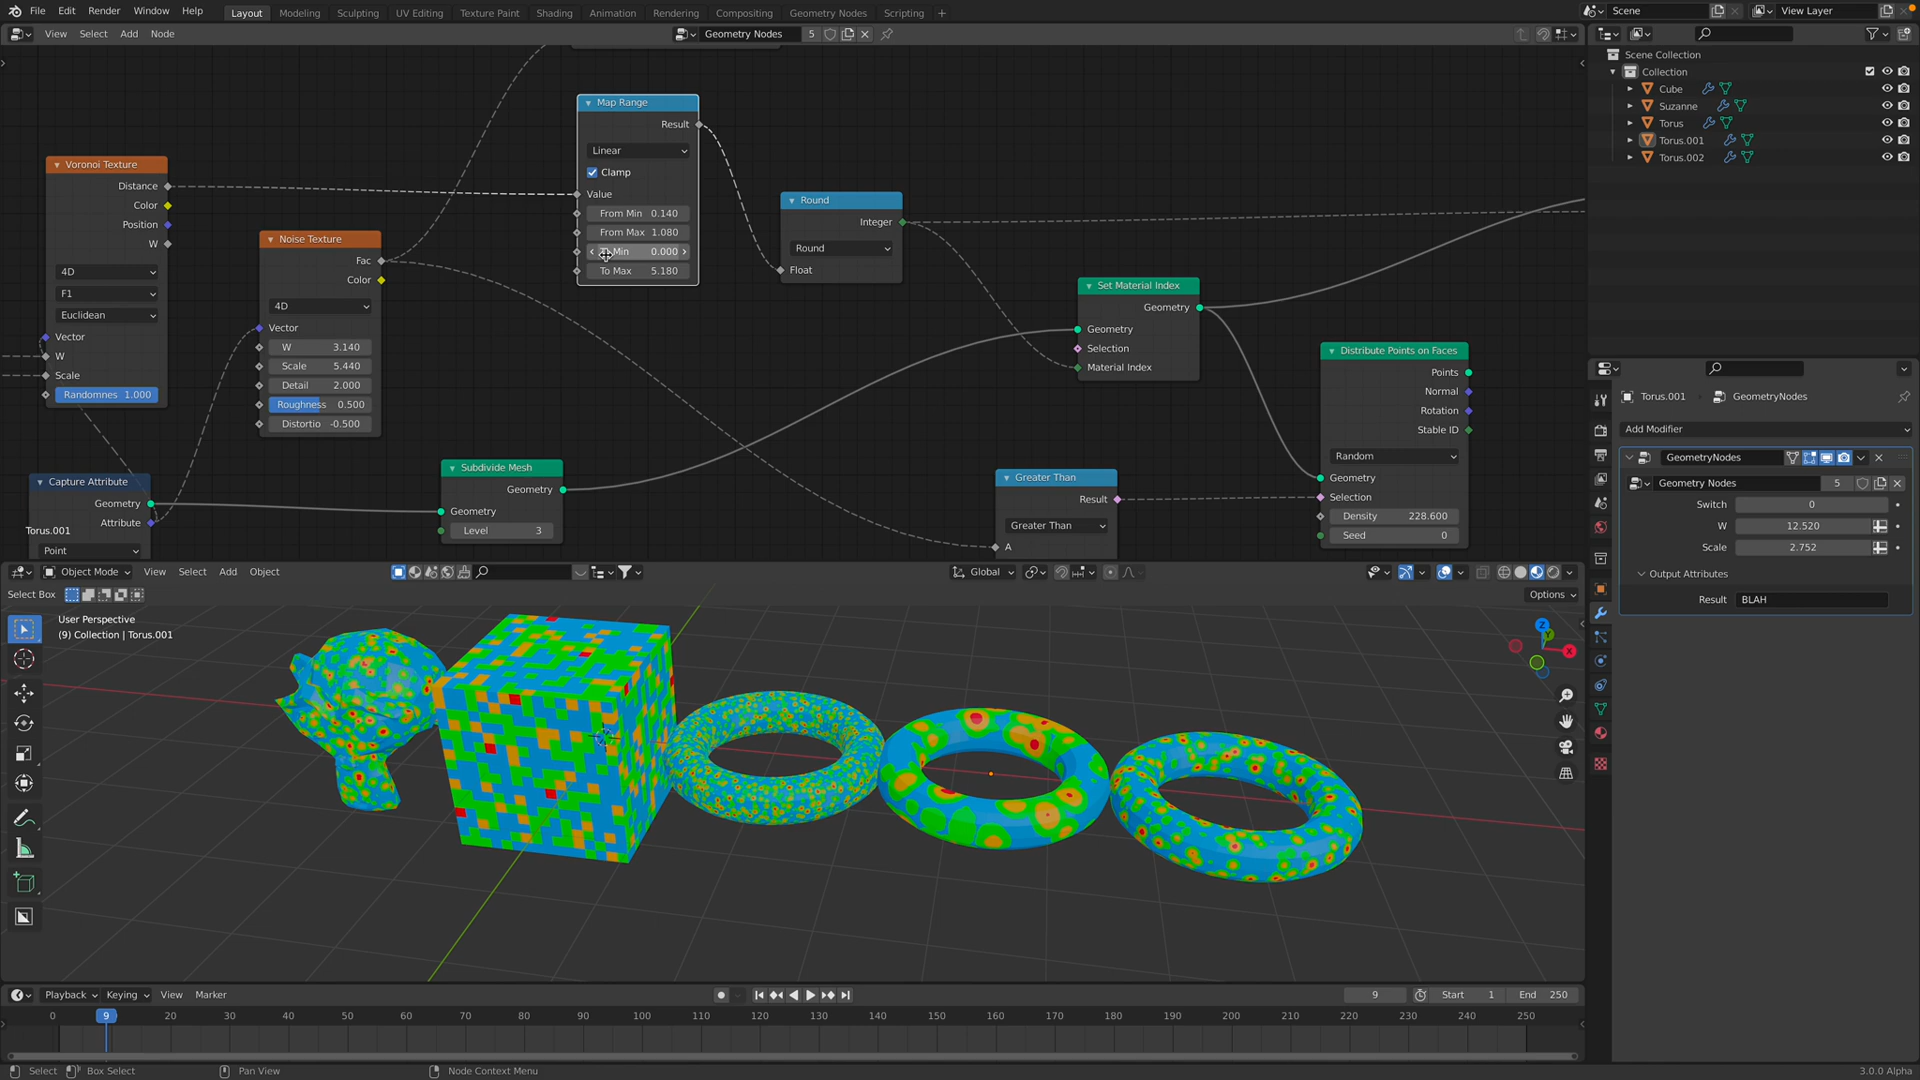 File Edit Render Window Help Layout Modeling Sculpting UV Editing Texture Paint Shading Animation Rendering Compositing Geometry Nodes Scripting + Scene View Layer
View Select Add Node Geometry Nodes 5
Scene Collection
Collection
Cube
Suzanne
Torus
Torus.001
Torus.002
Map Range
Result
Linear
Clamp
Value
From Min 0.140
From Max 1.080
Min 0.000
To Max 5.180
Voronoi Texture
Distance
Color
Position
W
4D
F1
Euclidean
Vector
W
Scale
Randomnes 1.000
Noise Texture
Fac
Color
4D
Vector
W 3.140
Scale 5.440
Detail 2.000
Roughness 0.500
Distortio -0.500
Round
Integer
Round
Float
Set Material Index
Geometry
Geometry
Selection
Material Index
Distribute Points on Faces
Points
Normal
Rotation
Stable ID
Random
Geometry
Selection
Density 228.600
Seed 0
Capture Attribute
Geometry
Attribute
Torus.001
Point
Subdivide Mesh
Geometry
Geometry
Level 3
Greater Than
Result
Greater Than
A
Torus.001 GeometryNodes
Add Modifier
GeometryNodes
Geometry Nodes 5
Switch 0
W 12.520
Scale 2.752
Output Attributes
Result BLAH
Object Mode View Select Add Object Global
Select Box Options
User Perspective
(9) Collection | Torus.001
Z
Y
X
Playback Keying View Marker 9 Start 1 End 250
0 9 20 30 40 50 60 70 80 90 100 110 120 130 140 150 160 170 180 190 200 210 220 230 240 250
Select Box Select Pan View Node Context Menu 3.0.0 Alpha